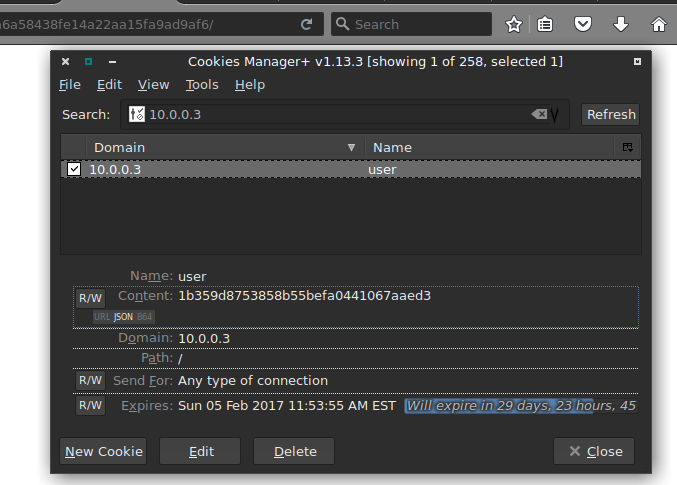 a6a58438fe14a22aa15fa9ad9af6/
Search
Cookies Manager+ v1.13.3 [showing 1 of 258, selected 1]
File Edit View Tools Help
Search: 10.0.0.3 Refresh
Domain Name
10.0.0.3 user
Name: user
R/W Content: 1b359d8753858b55befa0441067aaed3
URL JSON B64
Domain: 10.0.0.3
Path: /
R/W Send For: Any type of connection
R/W Expires: Sun 05 Feb 2017 11:53:55 AM EST Will expire in 29 days, 23 hours, 45
New Cookie Edit Delete Close